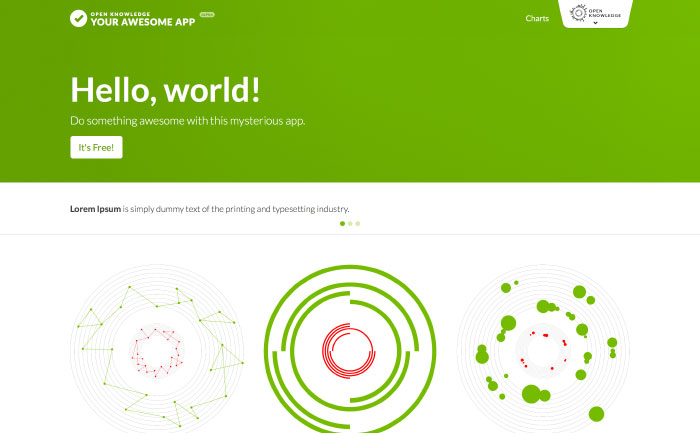 OPEN KNOWLEDGE
YOUR AWESOME APP
Charts
OPEN
KNOWLEDGE
Hello, world!
Do something awesome with this mysterious app.
It's Free!
Lorem Ipsum is simply dummy text of the printing and typesetting industry.